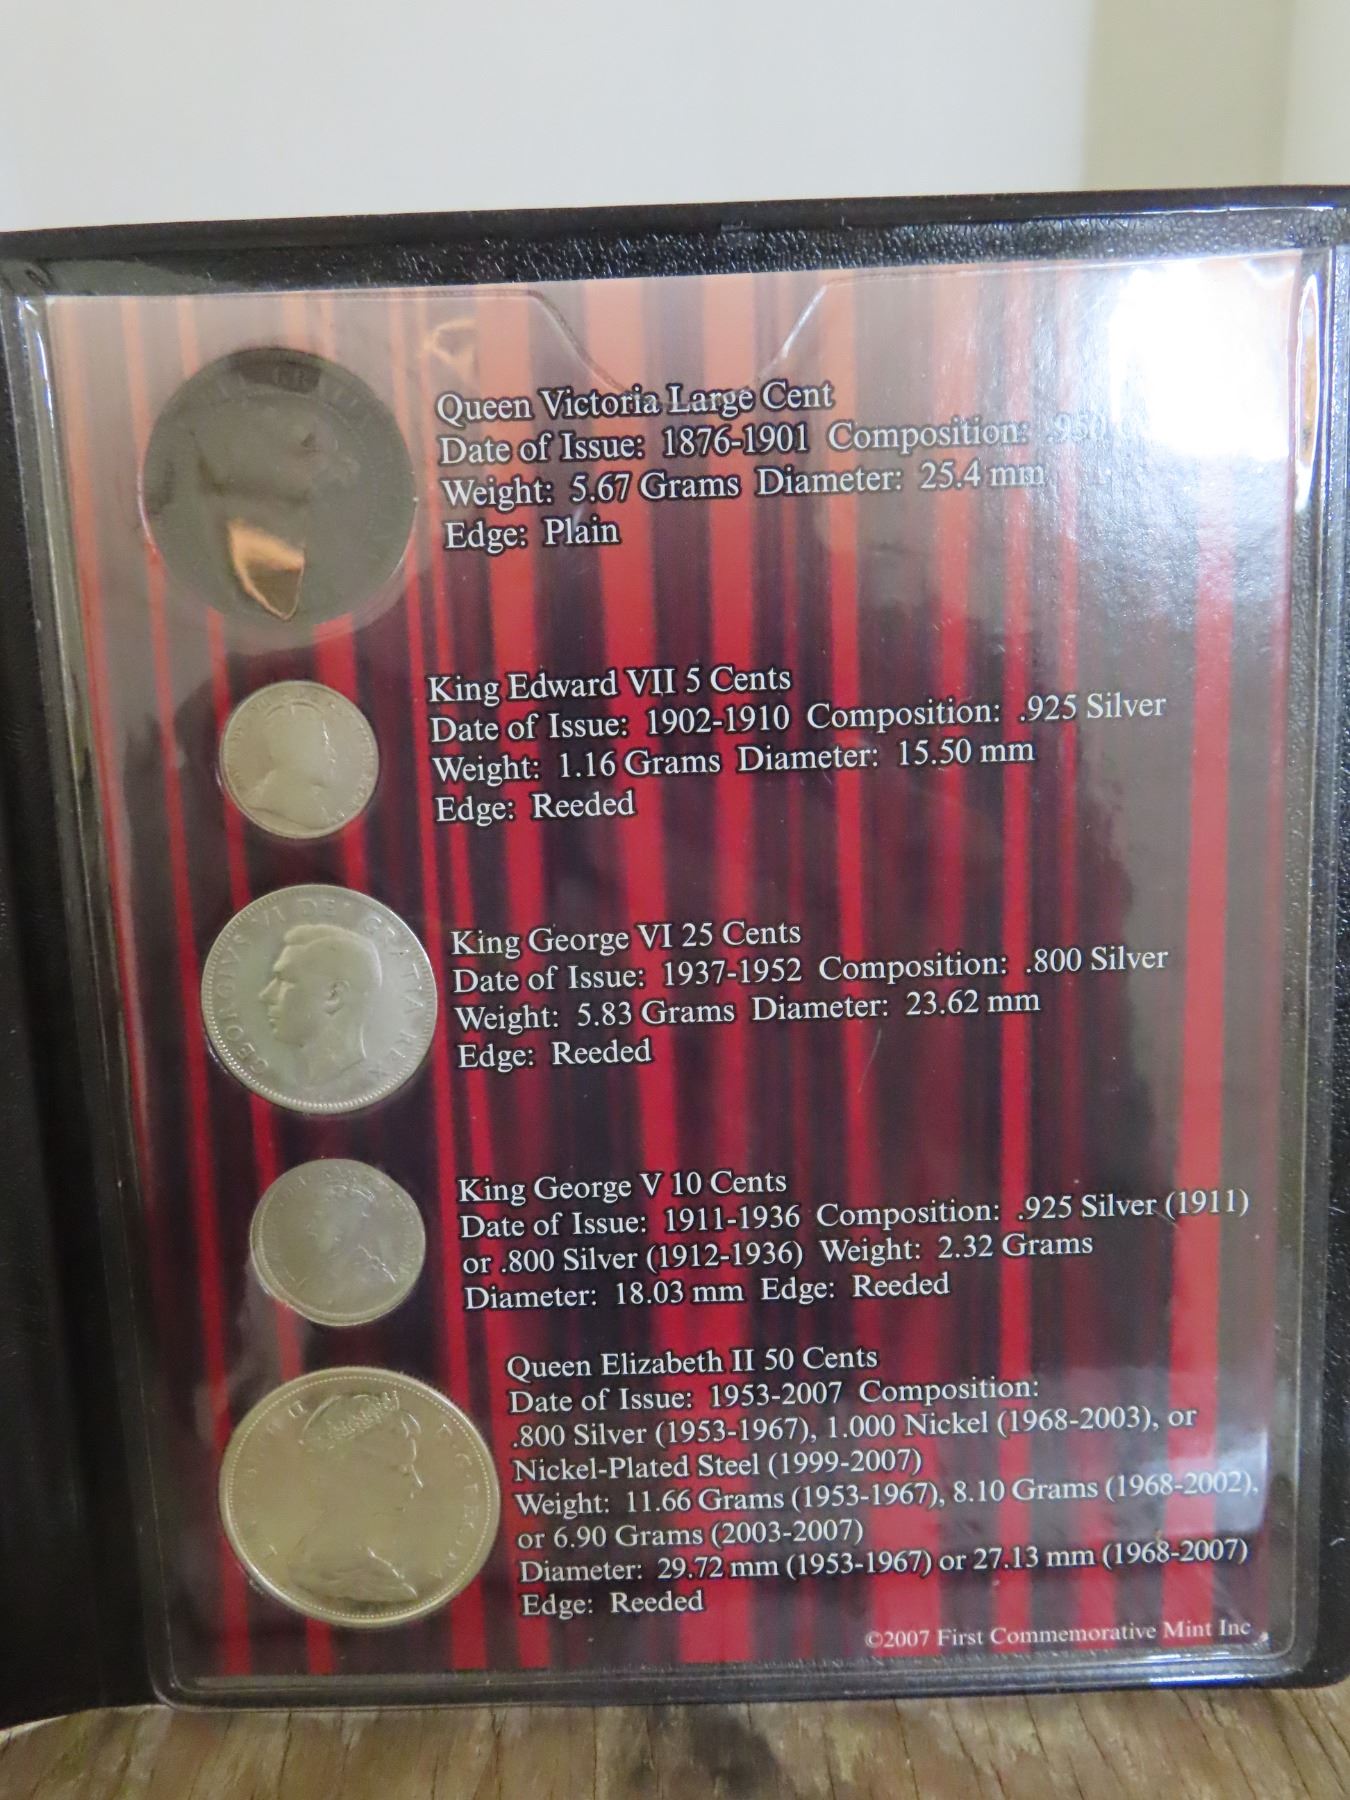 Queen Victoria Large Cent
Date of Issue: 1876-1901 Composition: .950
Weight: 5.67 Grams Diameter: 25.4 mm
Edge: Plain
King Edward VII 5 Cents
Date of Issue: 1902-1910 Composition: .925 Silver
Weight: 1.16 Grams Diameter: 15.50 mm
Edge: Reeded
GEORGIVS VI DEI GRATIA REX
King George VI 25 Cents
Date of Issue: 1937-1952 Composition: .800 Silver
Weight: 5.83 Grams Diameter: 23.62 mm
Edge: Reeded
King George V 10 Cents
Date of Issue: 1911-1936 Composition: .925 Silver (1911)
or .800 Silver (1912-1936) Weight: 2.32 Grams
Diameter: 18.03 mm Edge: Reeded
Queen Elizabeth II 50 Cents
Date of Issue: 1953-2007 Composition:
.800 Silver (1953-1967), 1.000 Nickel (1968-2003), or
Nickel-Plated Steel (1999-2007)
Weight: 11.66 Grams (1953-1967), 8.10 Grams (1968-2002),
or 6.90 Grams (2003-2007)
Diameter: 29.72 mm (1953-1967) or 27.13 mm (1968-2007)
Edge: Reeded
©2007 First Commemorative Mint Inc